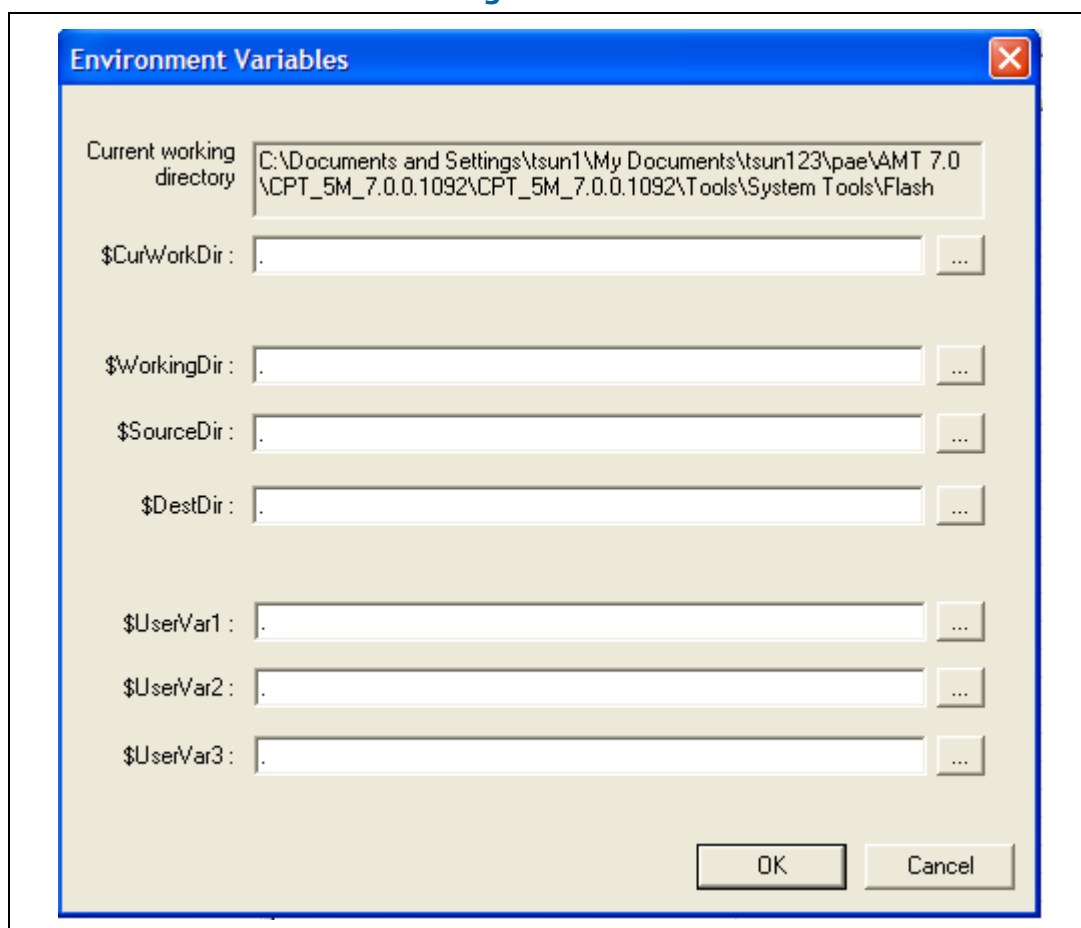 Environment Variables
Current working
directory
C:\Documents and Settings\tsun1\My Documents\tsun123\pae\AMT 7.0
\CPT_5M_7.0.0.1092\CPT_5M_7.0.0.1092\Tools\System Tools\Flash
$CurWorkDir : . ...
$WorkingDir : . ...
$SourceDir : . ...
$DestDir : . ...
$UserVar1 : . ...
$UserVar2 : . ...
$UserVar3 : . ...
OK Cancel